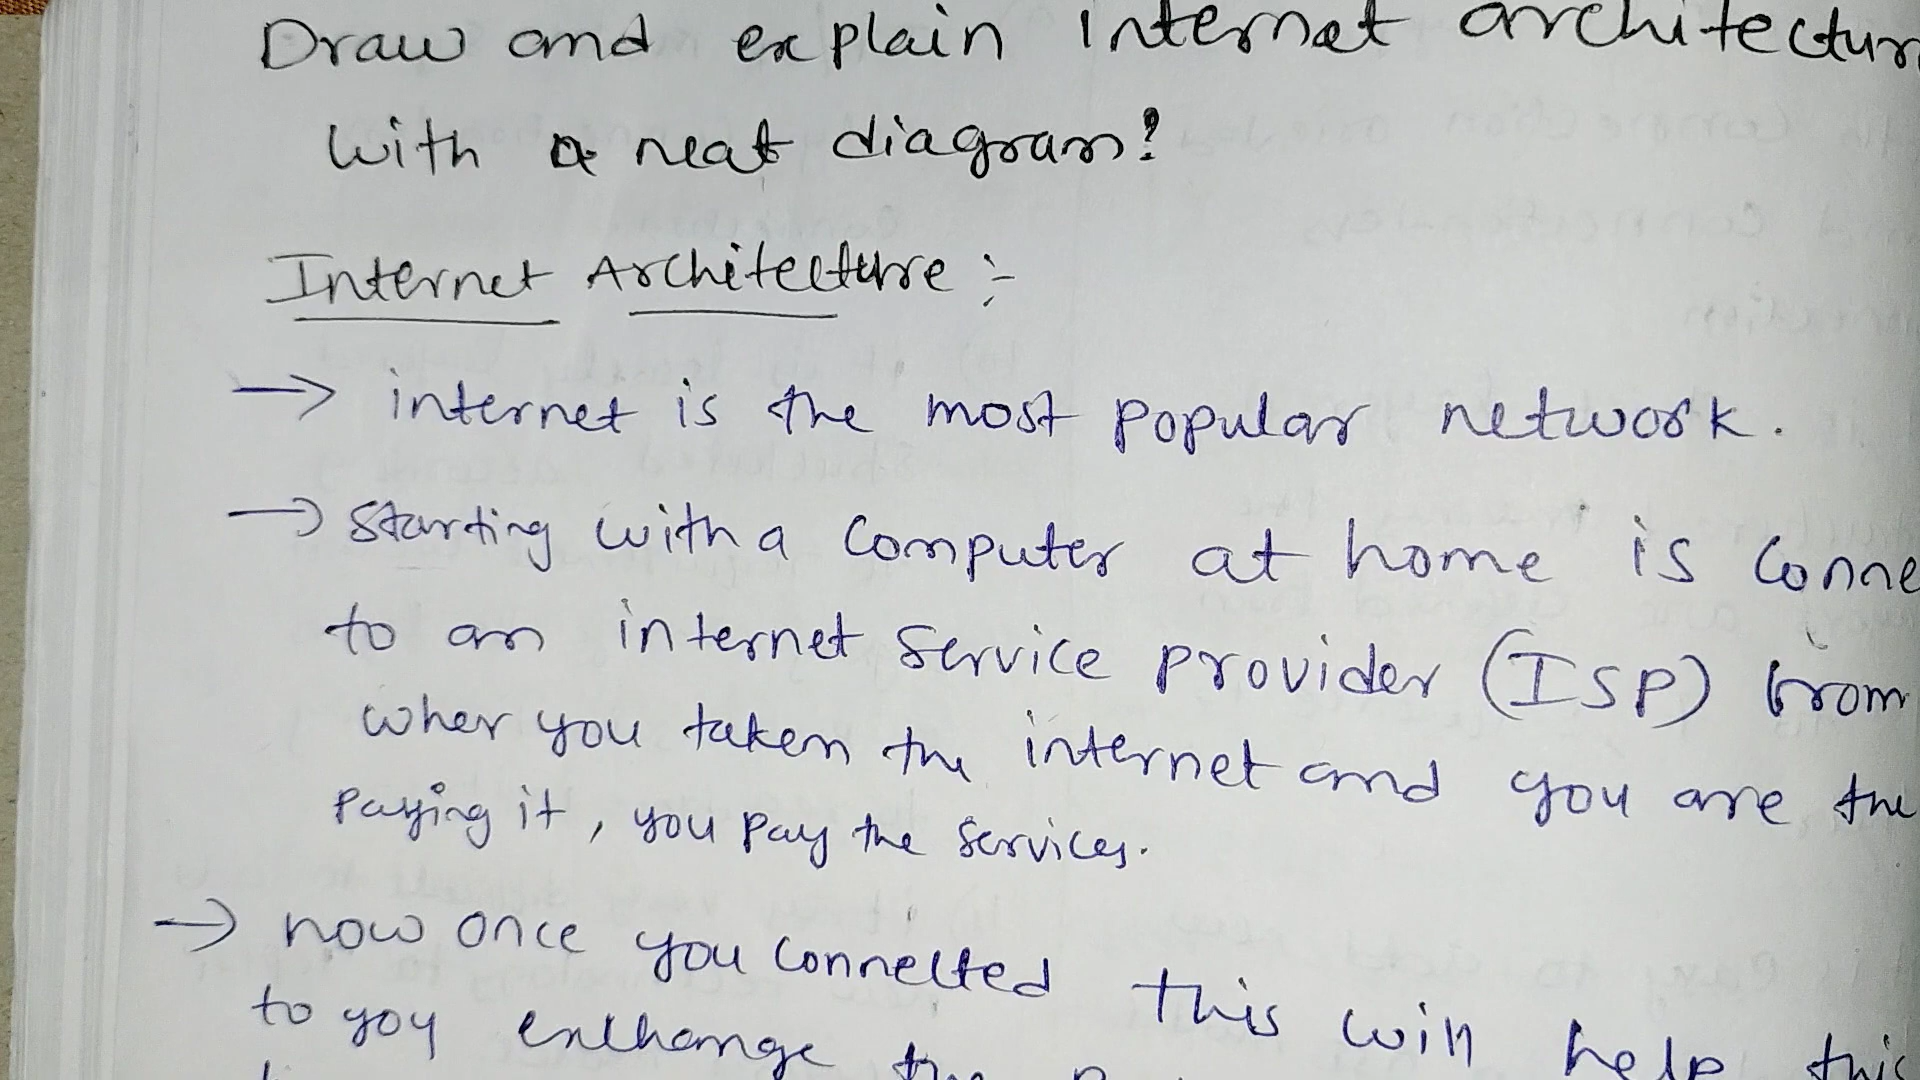 Draw and explain internet architectur
with a neat diagram?
Internet Architecture :-
→ internet is the most popular network.
→ Starting with a computer at home is Conne
to an internet Service provider (ISP) from
wher you taken the internet and you are the
Paying it, you pay the Services.
→ now once you connected this will help this
to you exchange the